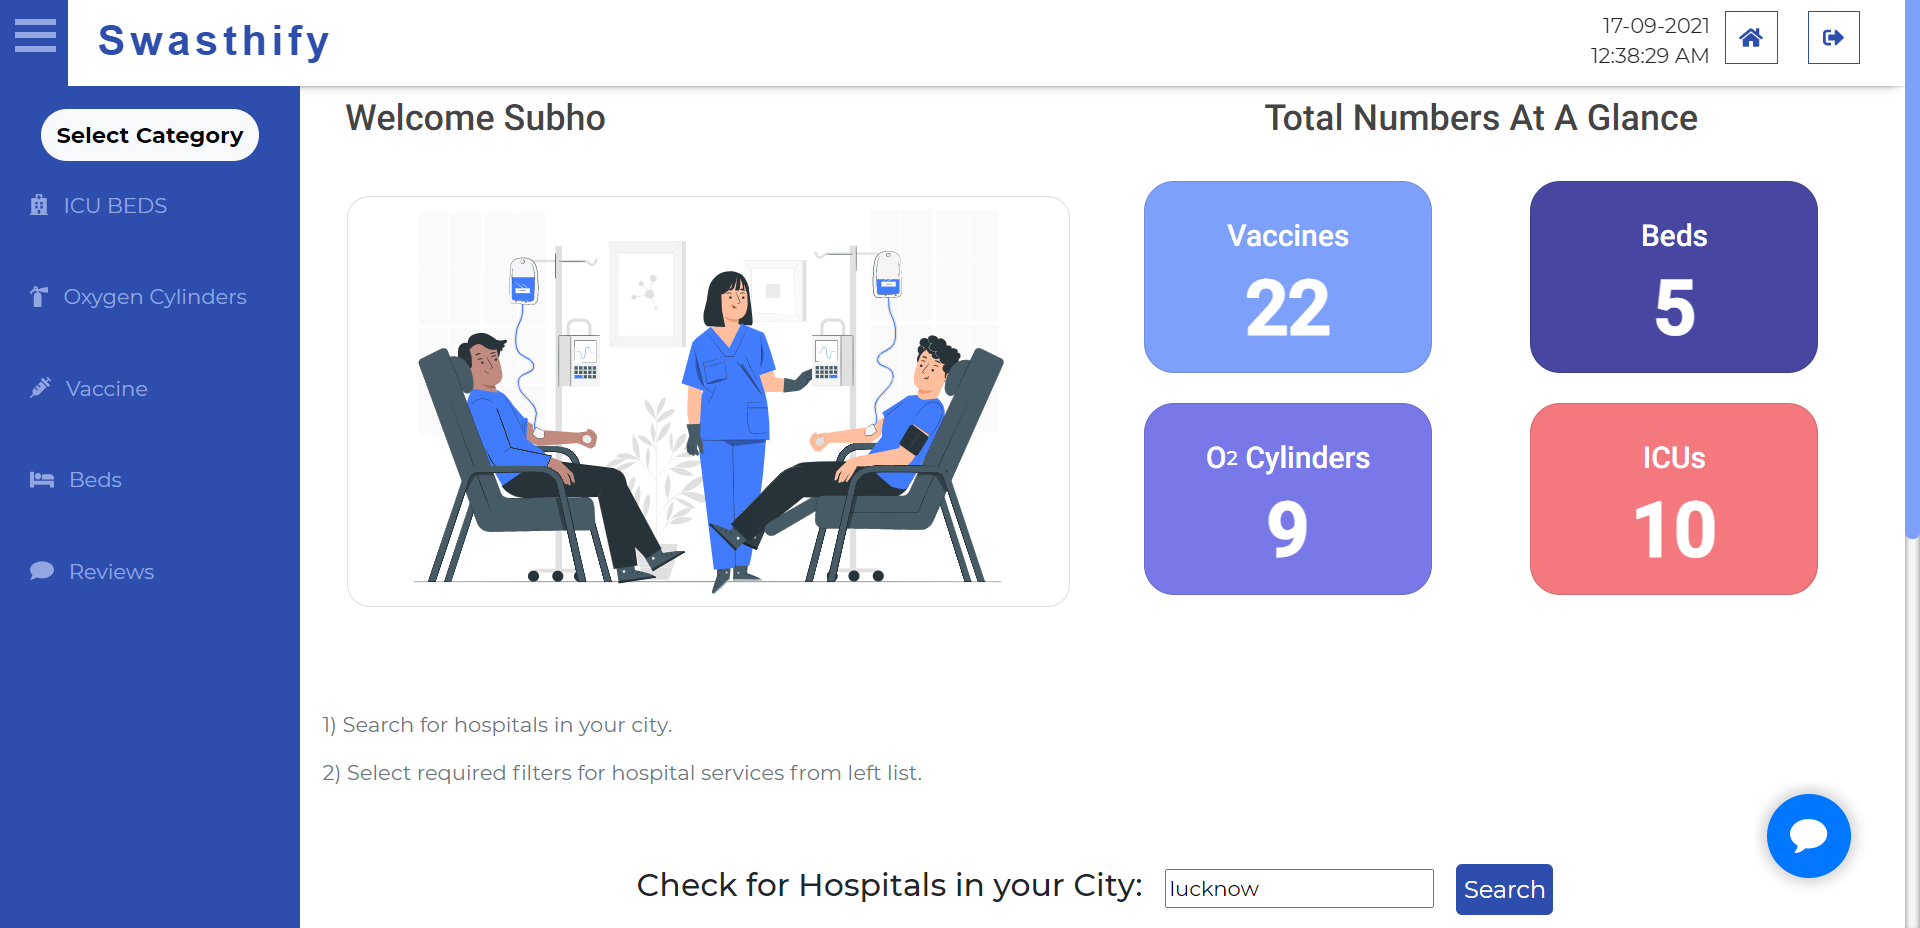 Swasthify
17-09-2021
12:38:29 AM
Select Category
ICU BEDS
Oxygen Cylinders
Vaccine
Beds
Reviews
Welcome Subho
Total Numbers At A Glance
Vaccines
22
Beds
5
O2 Cylinders
9
ICUs
10
1) Search for hospitals in your city.
2) Select required filters for hospital services from left list.
Check for Hospitals in your City: lucknow Search